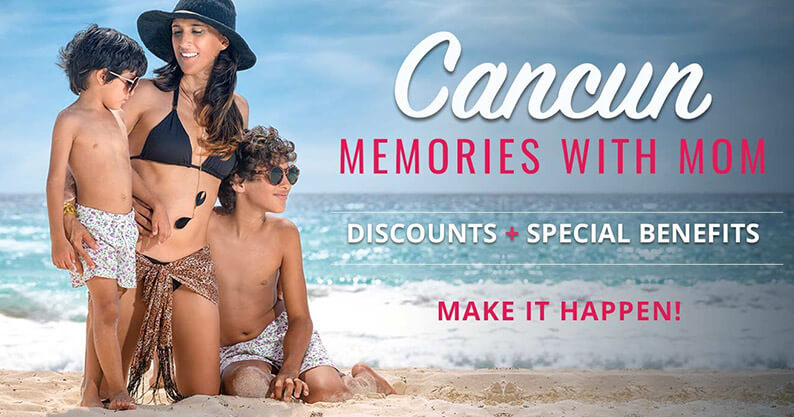 Cancun
MEMORIES WITH MOM
DISCOUNTS + SPECIAL BENEFITS
MAKE IT HAPPEN!